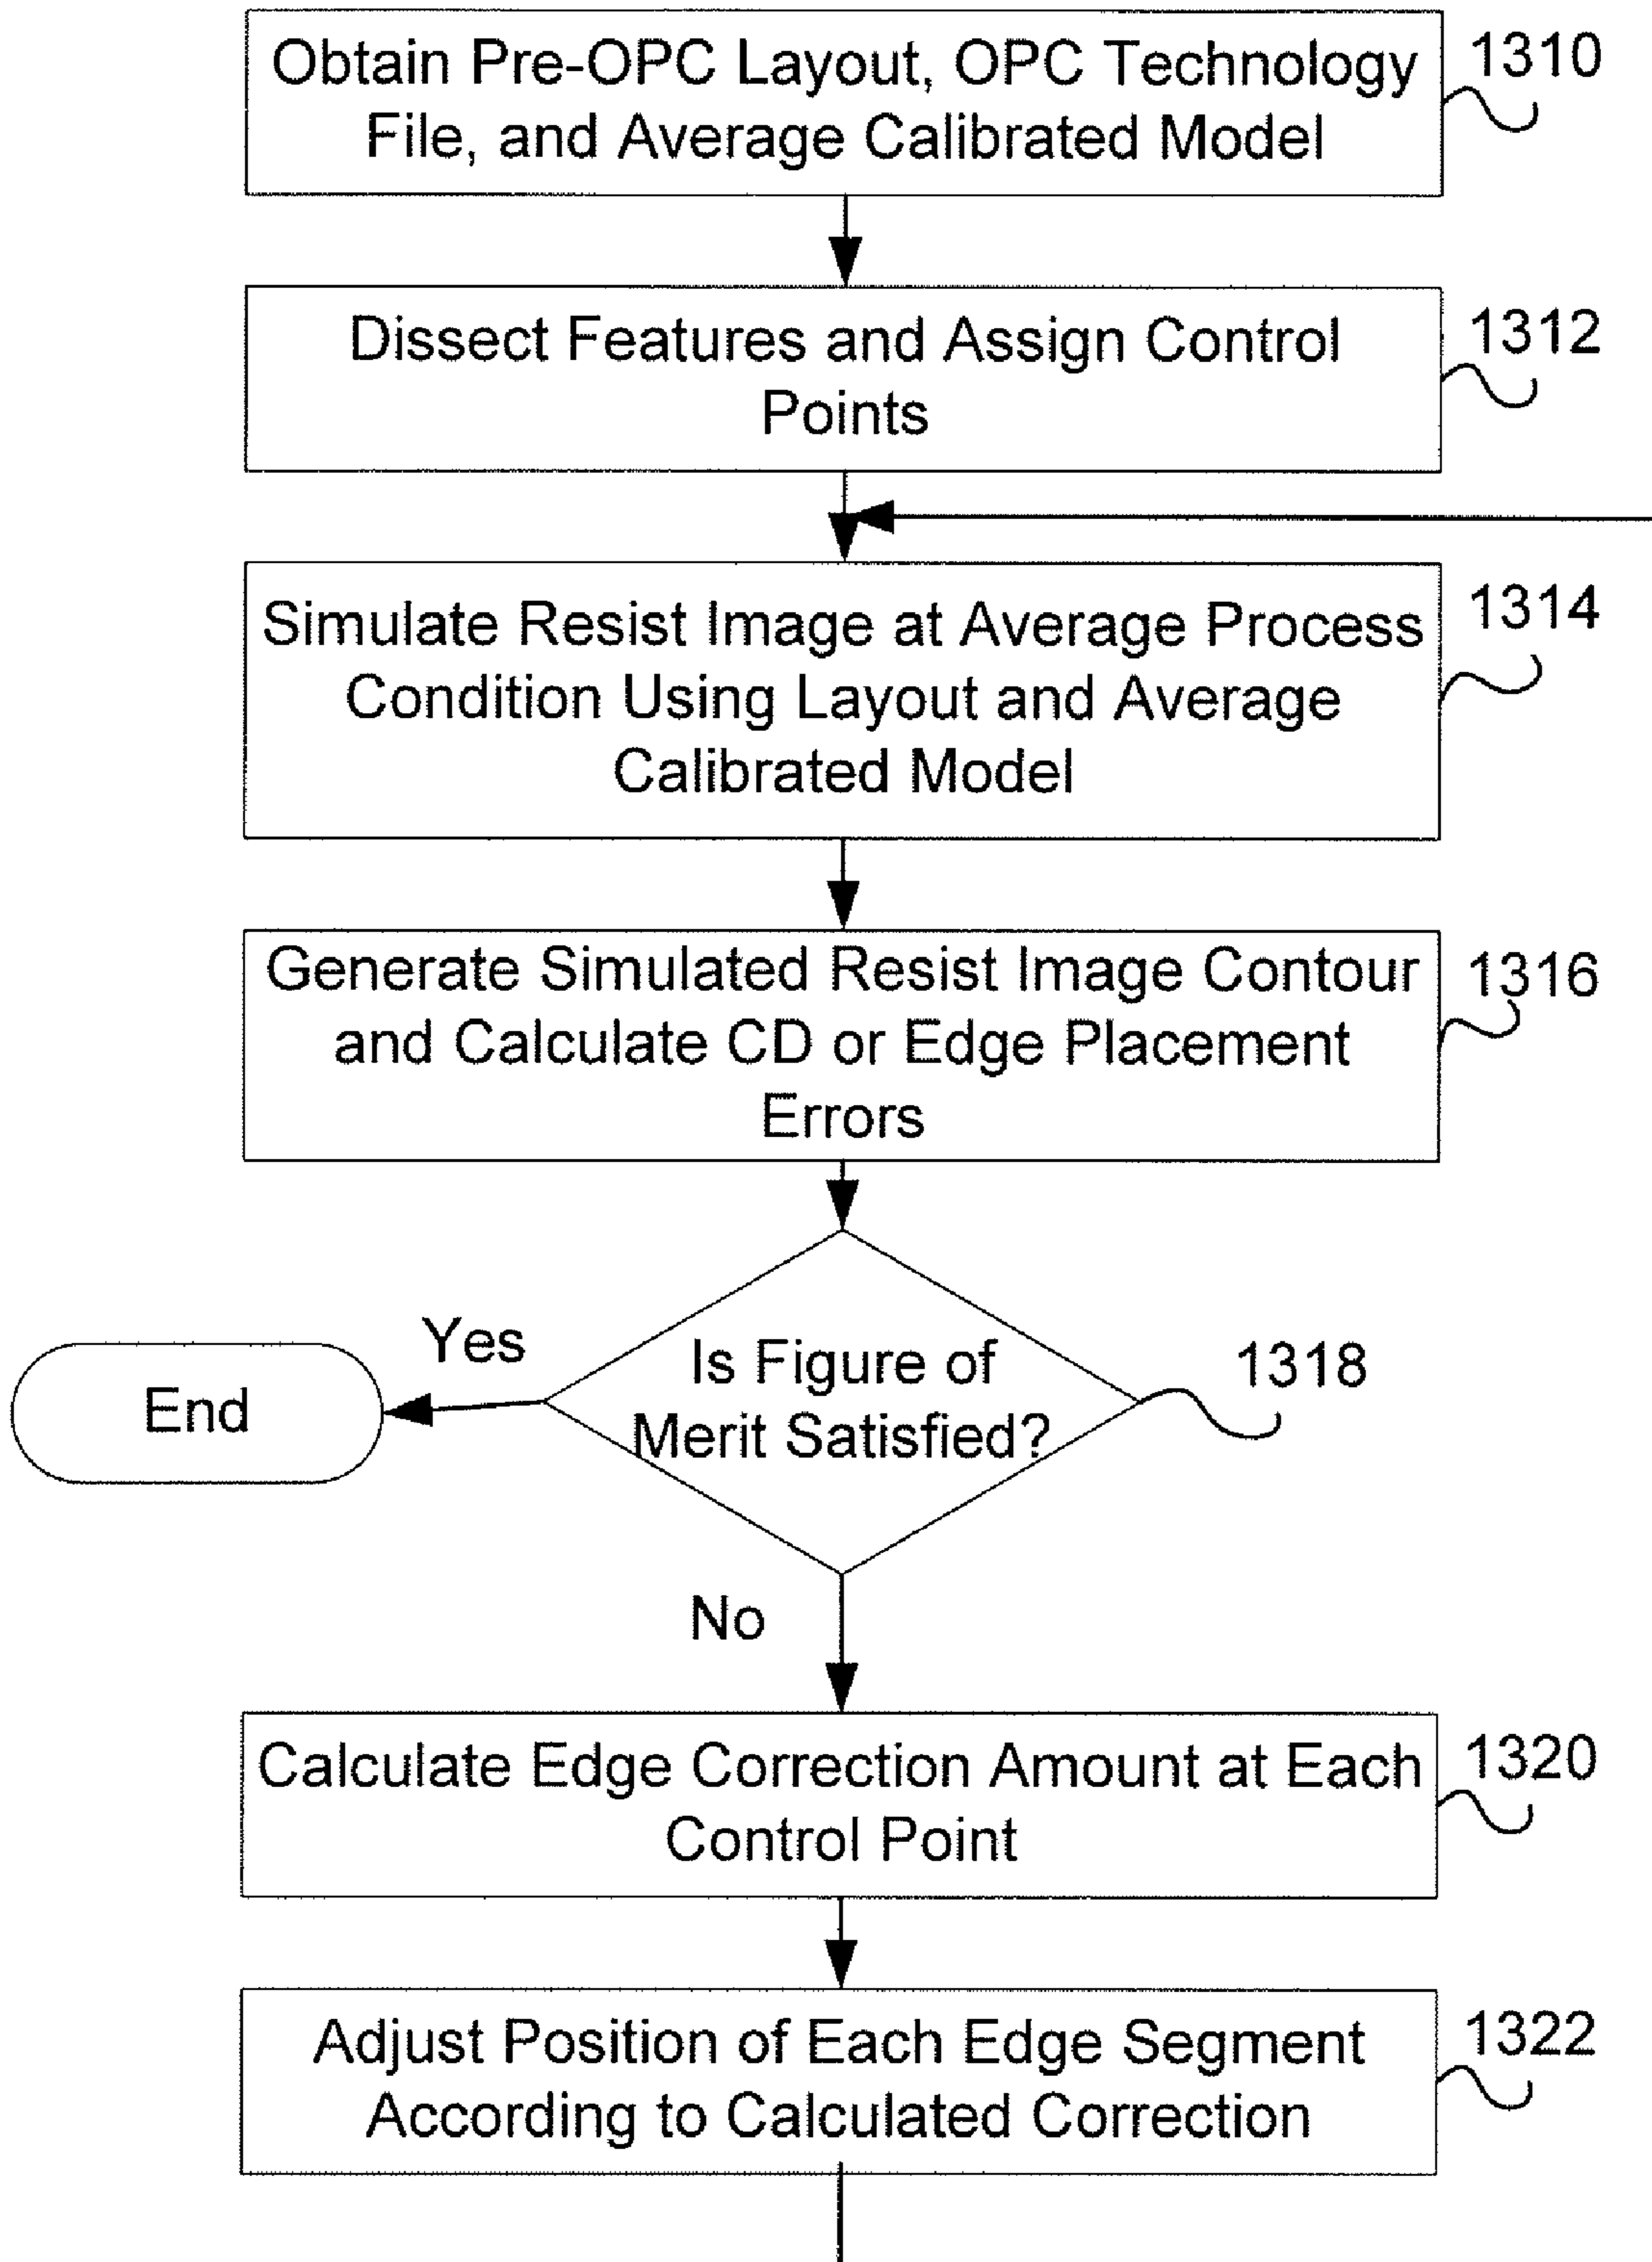 Obtain Pre-OPC Layout, OPC Technology
File, and Average Calibrated Model
1310
Dissect Features and Assign Control
Points
1312
Simulate Resist Image at Average Process
Condition Using Layout and Average
Calibrated Model
1314
Generate Simulated Resist Image Contour
and Calculate CD or Edge Placement
Errors
1316
Is Figure of
Merit Satisfied?
1318
Yes
End
No
Calculate Edge Correction Amount at Each
Control Point
1320
Adjust Position of Each Edge Segment
According to Calculated Correction
1322